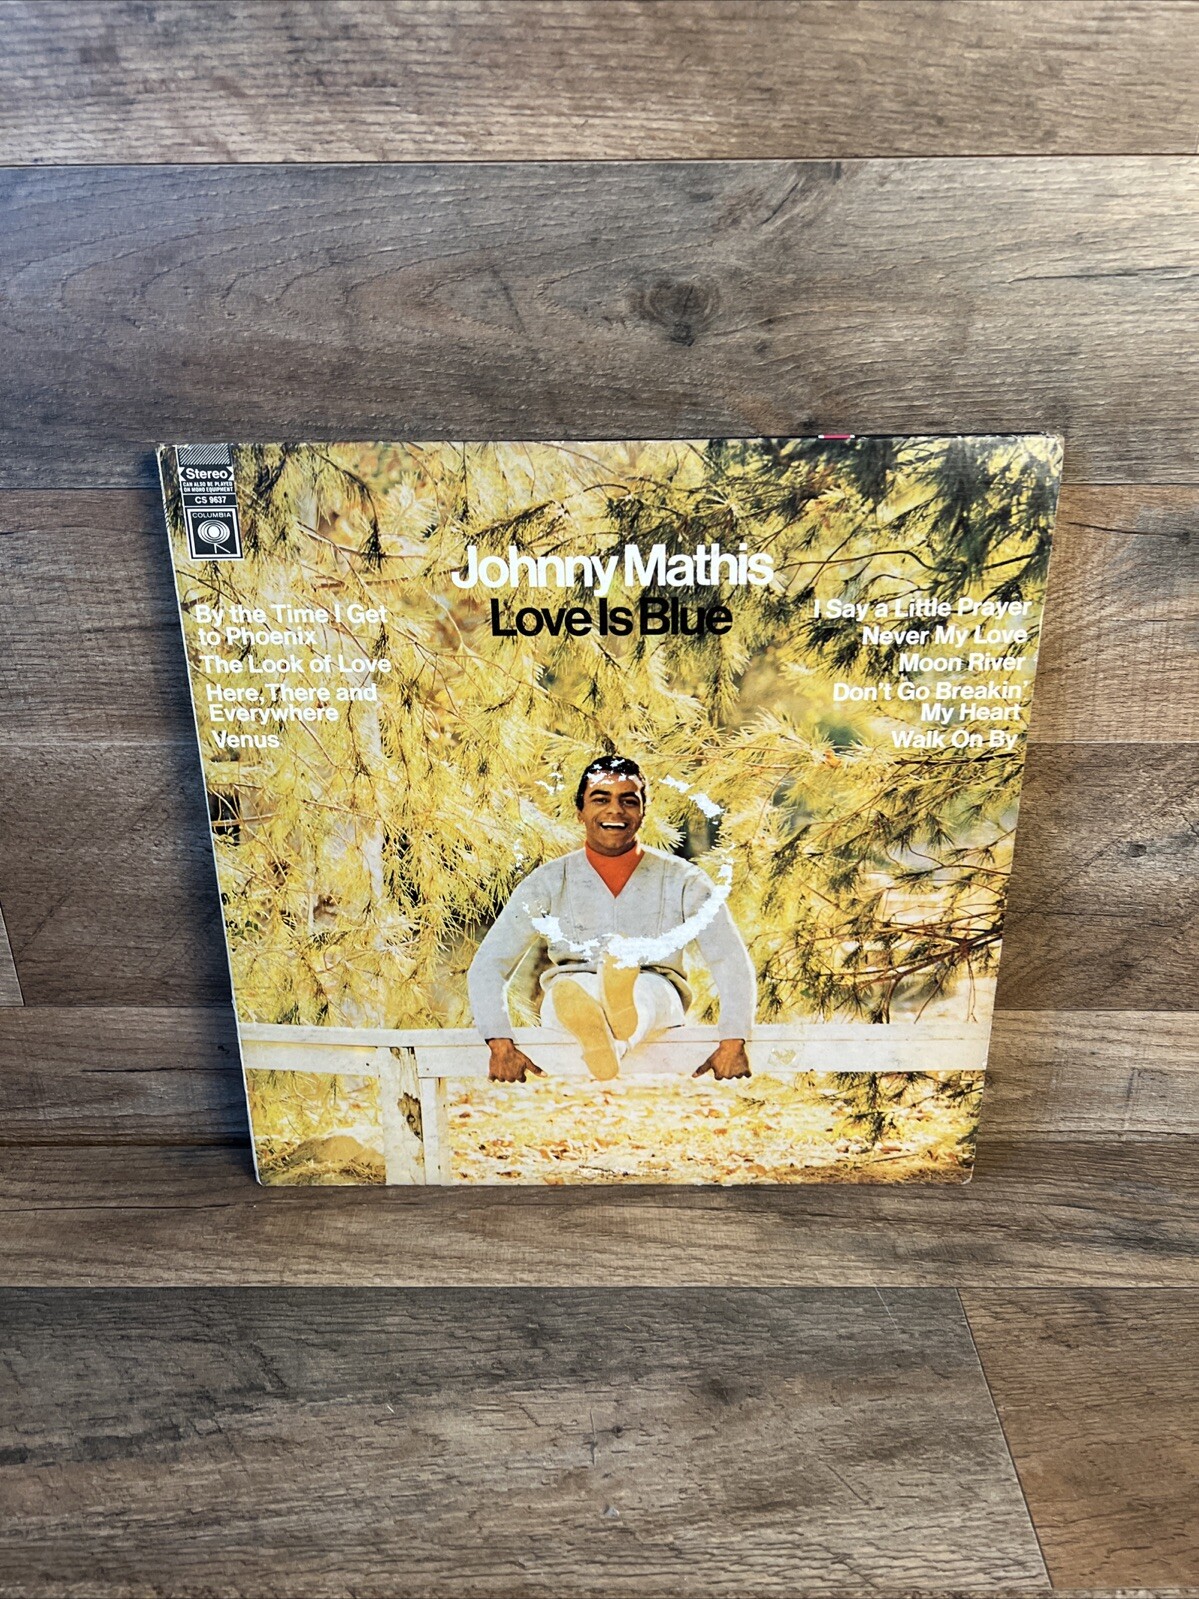 Stereo
CAN ALSO BE PLAYED
ON MONO EQUIPMENT
CS 9637
COLUMBIA
Johnny Mathis
Love Is Blue
By the Time I Get
to Phoenix
The Look of Love
Here, There and
Everywhere
Venus
I Say a Little Prayer
Never My Love
Moon River
Don't Go Breakin'
My Heart
Walk On By